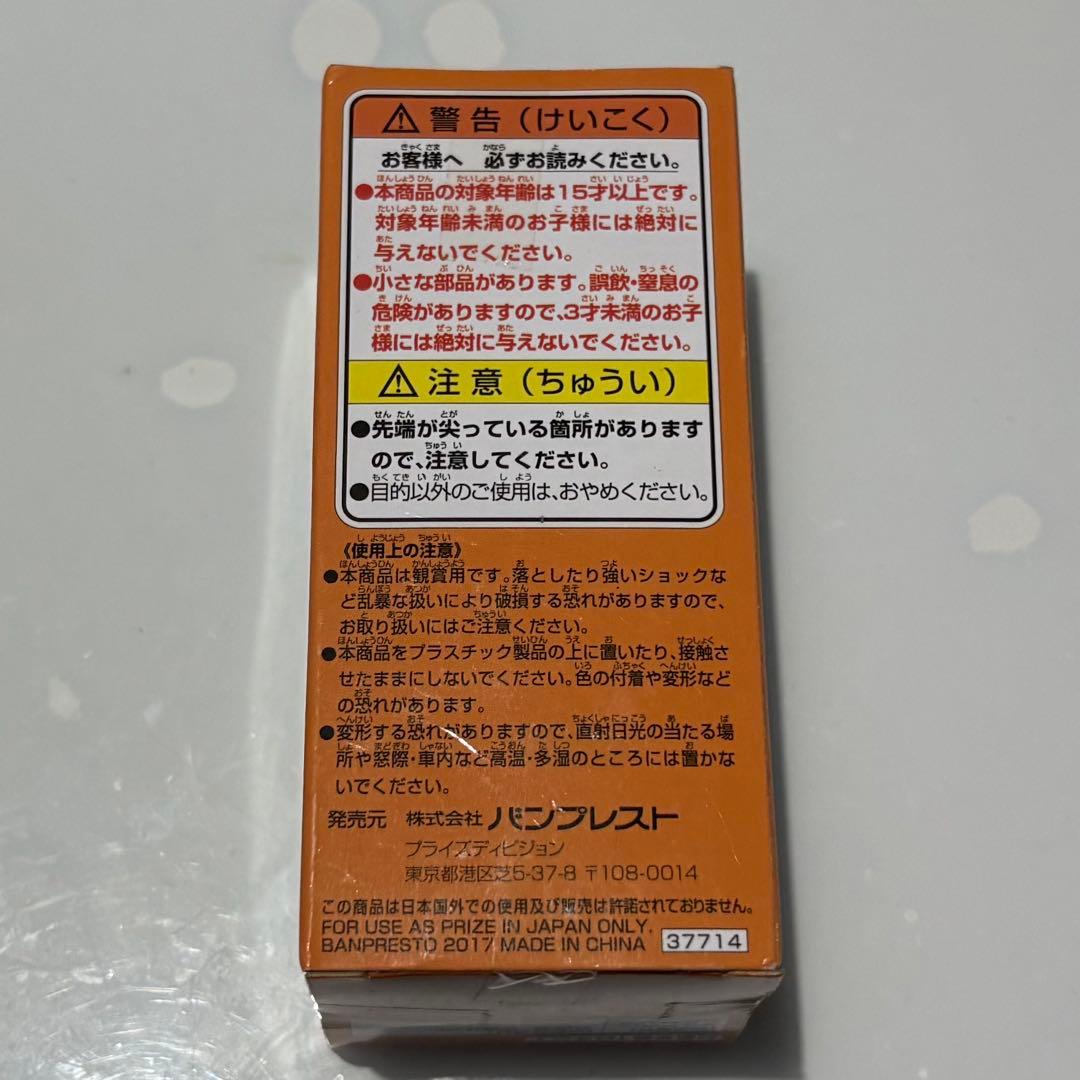 ⚠警告（けいこく）
お客様へ 必ずお読みください。
●本商品の対象年齢は15才以上です。
対象年齢未満のお子様には絶対に
与えないでください。
●小さな部品があります。誤飲・窒息の
危険がありますので、3才未満のお子
様には絶対に与えないでください。
⚠注意（ちゅうい）
●先端が尖っている箇所があります
ので、注意してください。
●目的以外のご使用は、おやめください。
《使用上の注意》
●本商品は観賞用です。落としたり強いショックな
ど乱暴な扱いにより破損する恐れがありますので、
お取り扱いにはご注意ください。
●本商品をプラスチック製品の上に置いたり、接触さ
せたままにしないでください。色の付着や変形など
の恐れがあります。
●変形する恐れがありますので、直射日光の当たる場
所や窓際・車内など高温・多湿のところには置かな
いでください。
発売元 株式会社 バンプレスト
プライズディビジョン
東京都港区芝5-37-8 〒108-0014
この商品は日本国外での使用及び販売は許諾されておりません。
FOR USE AS PRIZE IN JAPAN ONLY.
BANPRESTO 2017 MADE IN CHINA 37714